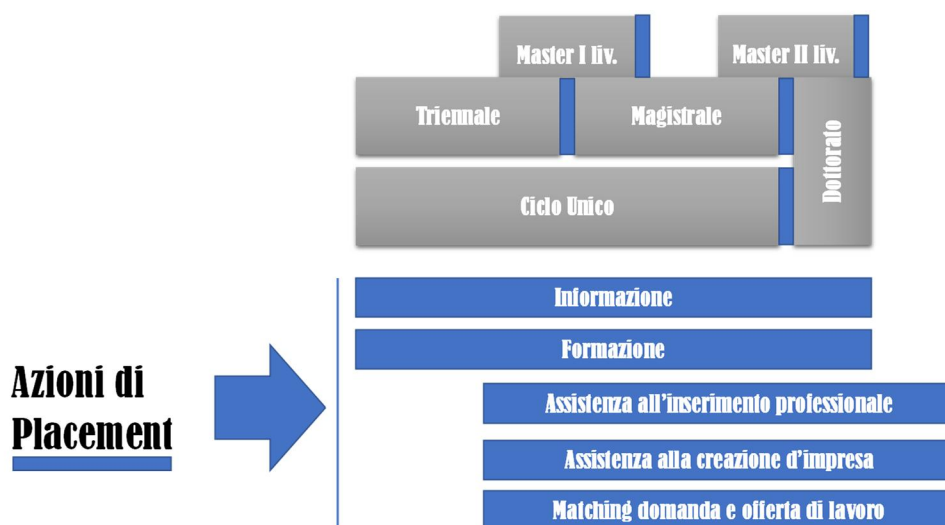 Master I liv.
Master II liv.
Triennale
Magistrale
Dottorato
Ciclo Unico
Informazione
Formazione
Azioni di
Placement
Assistenza all'inserimento professionale
Assistenza alla creazione d'impresa
Matching domanda e offerta di lavoro